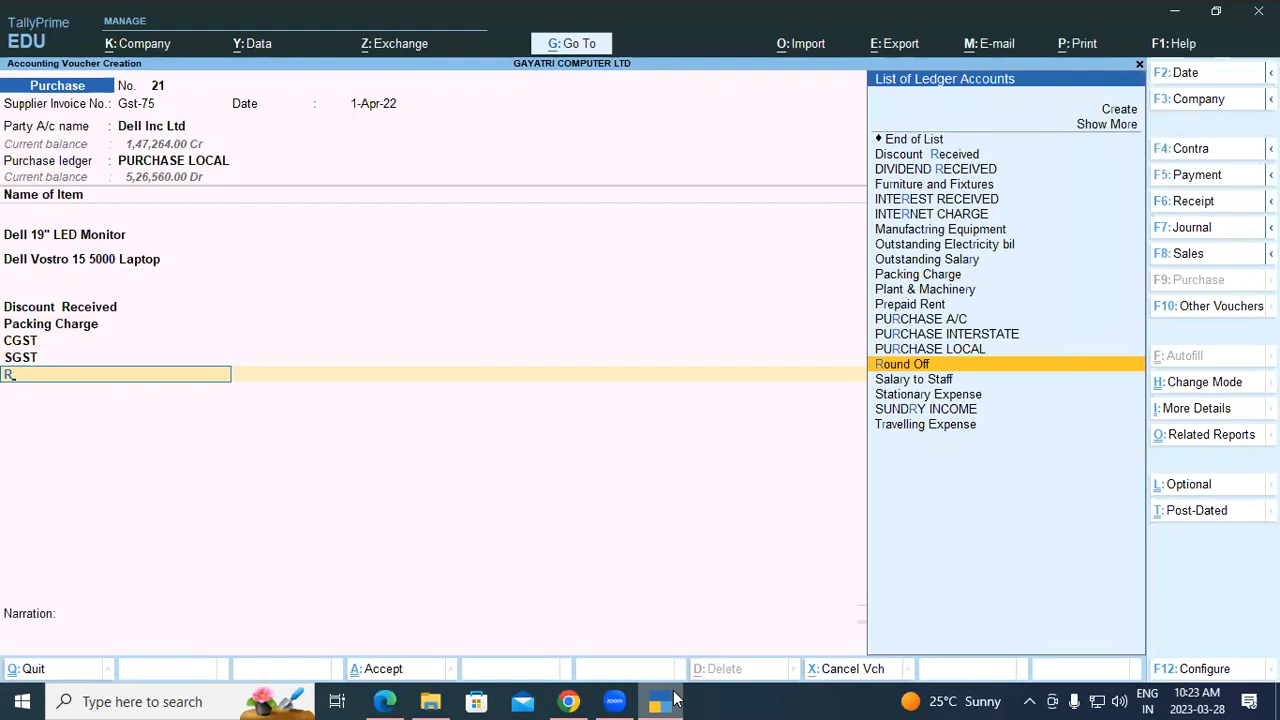 TallyPrime
EDU
MANAGE
K: Company
Y: Data
Z: Exchange
G: Go To
O: Import
E: Export
M: E-mail
P: Print
F1: Help
Accounting Voucher Creation
GAYATRI COMPUTER LTD
Purchase No. 21
Supplier Invoice No.: Gst-75 Date : 1-Apr-22
Party A/c name : Dell Inc Ltd
Current balance : 1,47,264.00 Cr
Purchase ledger : PURCHASE LOCAL
Current balance : 5,26,560.00 Dr
Name of Item
Dell 19" LED Monitor
Dell Vostro 15 5000 Laptop
Discount Received
Packing Charge
CGST
SGST
R
Narration:
List of Ledger Accounts
Create
Show More
End of List
Discount Received
DIVIDEND RECEIVED
Furniture and Fixtures
INTEREST RECEIVED
INTERNET CHARGE
Manufactring Equipment
Outstanding Electricity bil
Outstanding Salary
Packing Charge
Plant & Machinery
Prepaid Rent
PURCHASE A/C
PURCHASE INTERSTATE
PURCHASE LOCAL
Round Off
Salary to Staff
Stationary Expense
SUNDRY INCOME
Travelling Expense
F2: Date
F3: Company
F4: Contra
F5: Payment
F6: Receipt
F7: Journal
F8: Sales
F9: Purchase
F10: Other Vouchers
F: Autofill
H: Change Mode
I: More Details
O: Related Reports
L: Optional
T: Post-Dated
F12: Configure
Q: Quit
A: Accept
D: Delete
X: Cancel Vch
Type here to search
zoom
25°C Sunny
ENG
IN
10:23 AM
2023-03-28